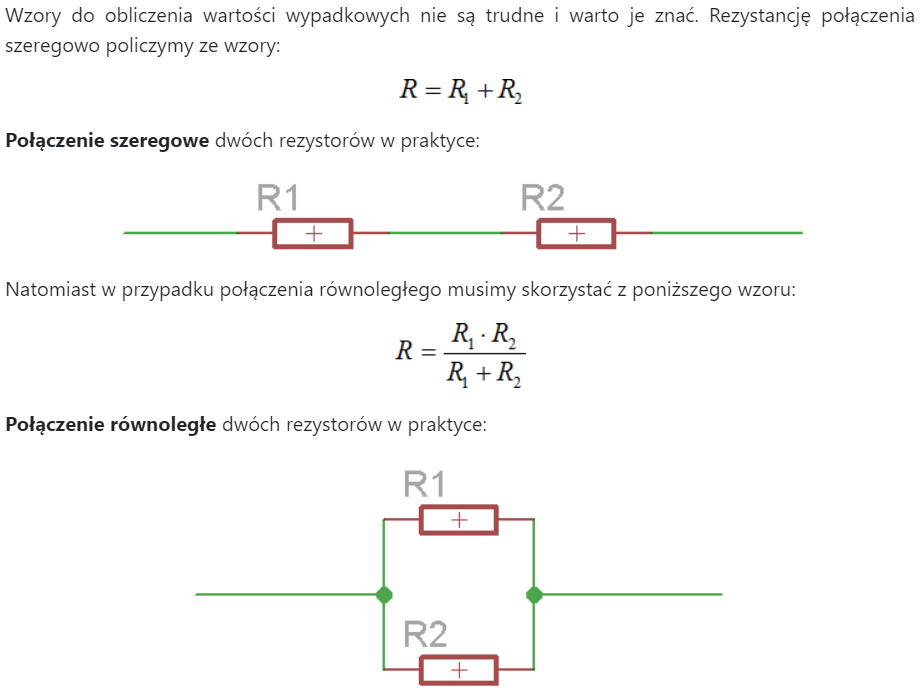 Wzory do obliczenia wartości wypadkowych nie są trudne i warto je znać. Rezystancję połączenia
szeregowo policzymy ze wzory:
R = R₁ + R₂
Połączenie szeregowe dwóch rezystorów w praktyce:
R1 R2
Natomiast w przypadku połączenia równoległego musimy skorzystać z poniższego wzoru:
R = R₁ · R₂ / R₁ + R₂
Połączenie równoległe dwóch rezystorów w praktyce:
R1
R2